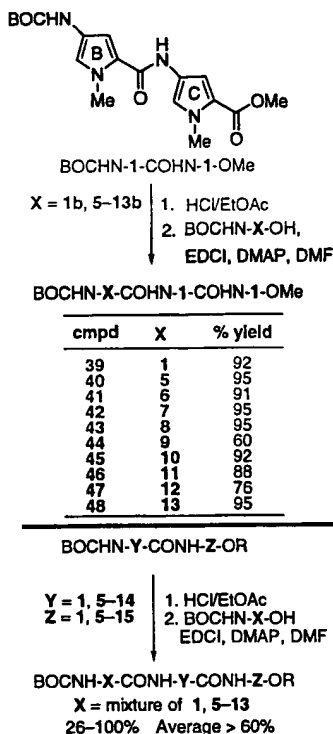 BOCHN
B
H
N
N
Me
O
C
N
Me
OMe
O
BOCHN-1-COHN-1-OMe
X = 1b, 5–13b
1. HCl/EtOAc
2. BOCHN-X-OH,
EDCI, DMAP, DMF
BOCHN-X-COHN-1-COHN-1-OMe
cmpd X % yield
39 1 92
40 5 95
41 6 91
42 7 95
43 8 95
44 9 60
45 10 92
46 11 88
47 12 76
48 13 95
BOCHN-Y-CONH-Z-OR
Y = 1, 5–14
Z = 1, 5–15
1. HCl/EtOAc
2. BOCHN-X-OH
EDCI, DMAP, DMF
BOCNH-X-CONH-Y-CONH-Z-OR
X = mixture of 1, 5–13
26–100% Average > 60%